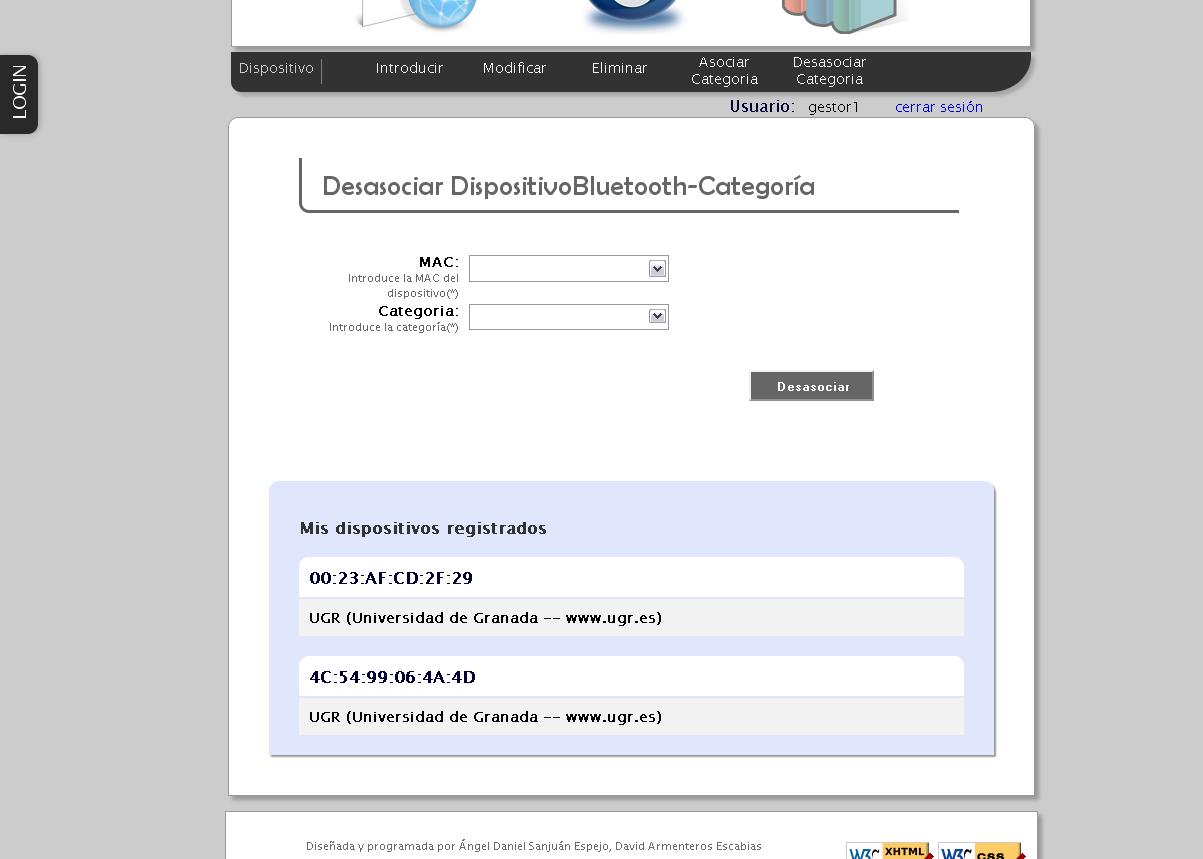 LOGIN
Dispositivo
Introducir
Modificar
Eliminar
Asociar
Categoria
Desasociar
Categoria
Usuario: gestor1 cerrar sesión
Desasociar DispositivoBluetooth-Categoría
MAC:
Introduce la MAC del
dispositivo(*)
Categoria:
Introduce la categoría(*)
Desasociar
Mis dispositivos registrados
00:23:AF:CD:2F:29
UGR (Universidad de Granada -- www.ugr.es)
4C:54:99:06:4A:4D
UGR (Universidad de Granada -- www.ugr.es)
Diseñada y programada por Ángel Daniel Sanjuán Espejo, David Armenteros Escabias
W3C XHTML
W3C CSS